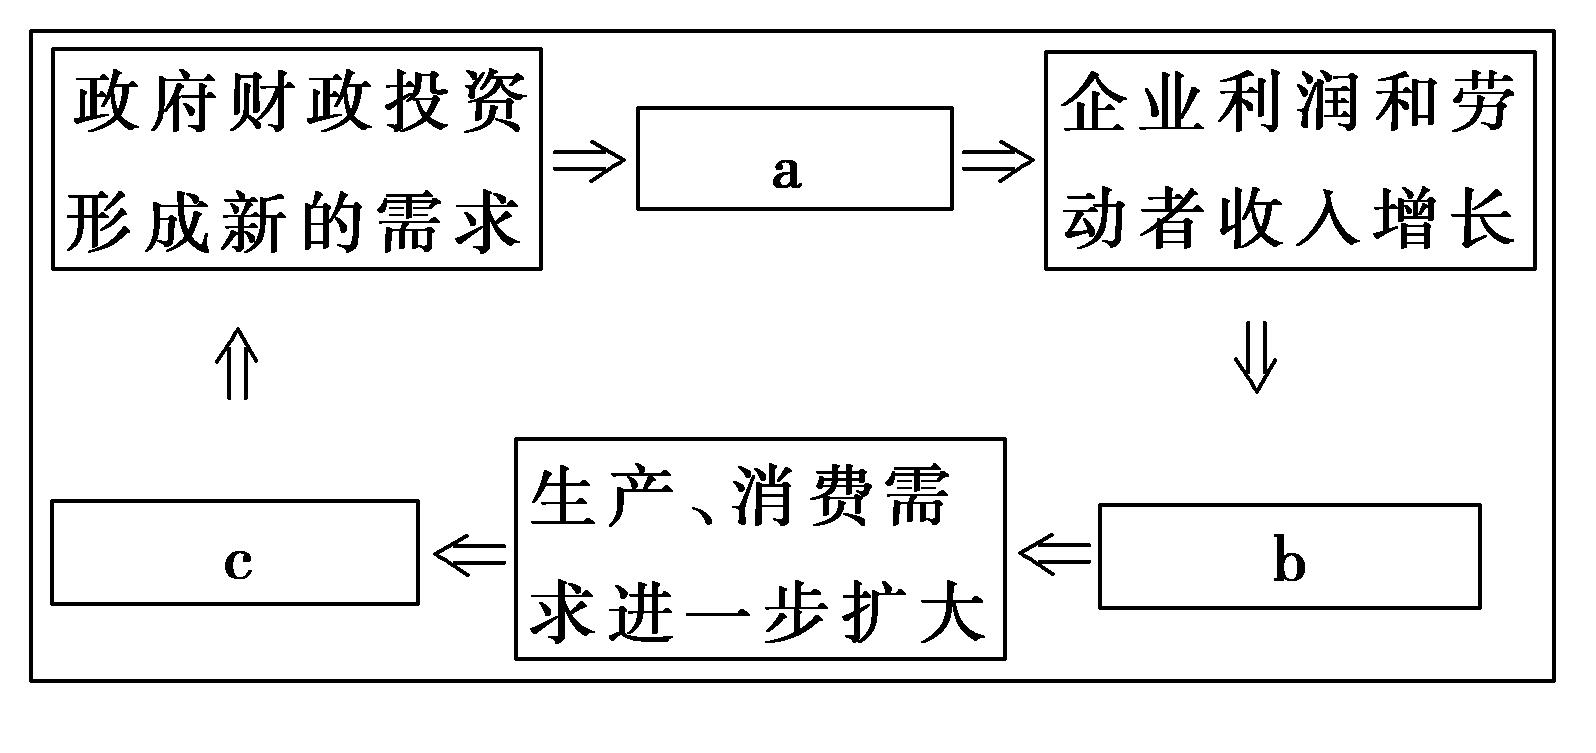 政府财政投资
形成新的需求
a
企业利润和劳
动者收入增长
生产、消费需
求进一步扩大
c
b